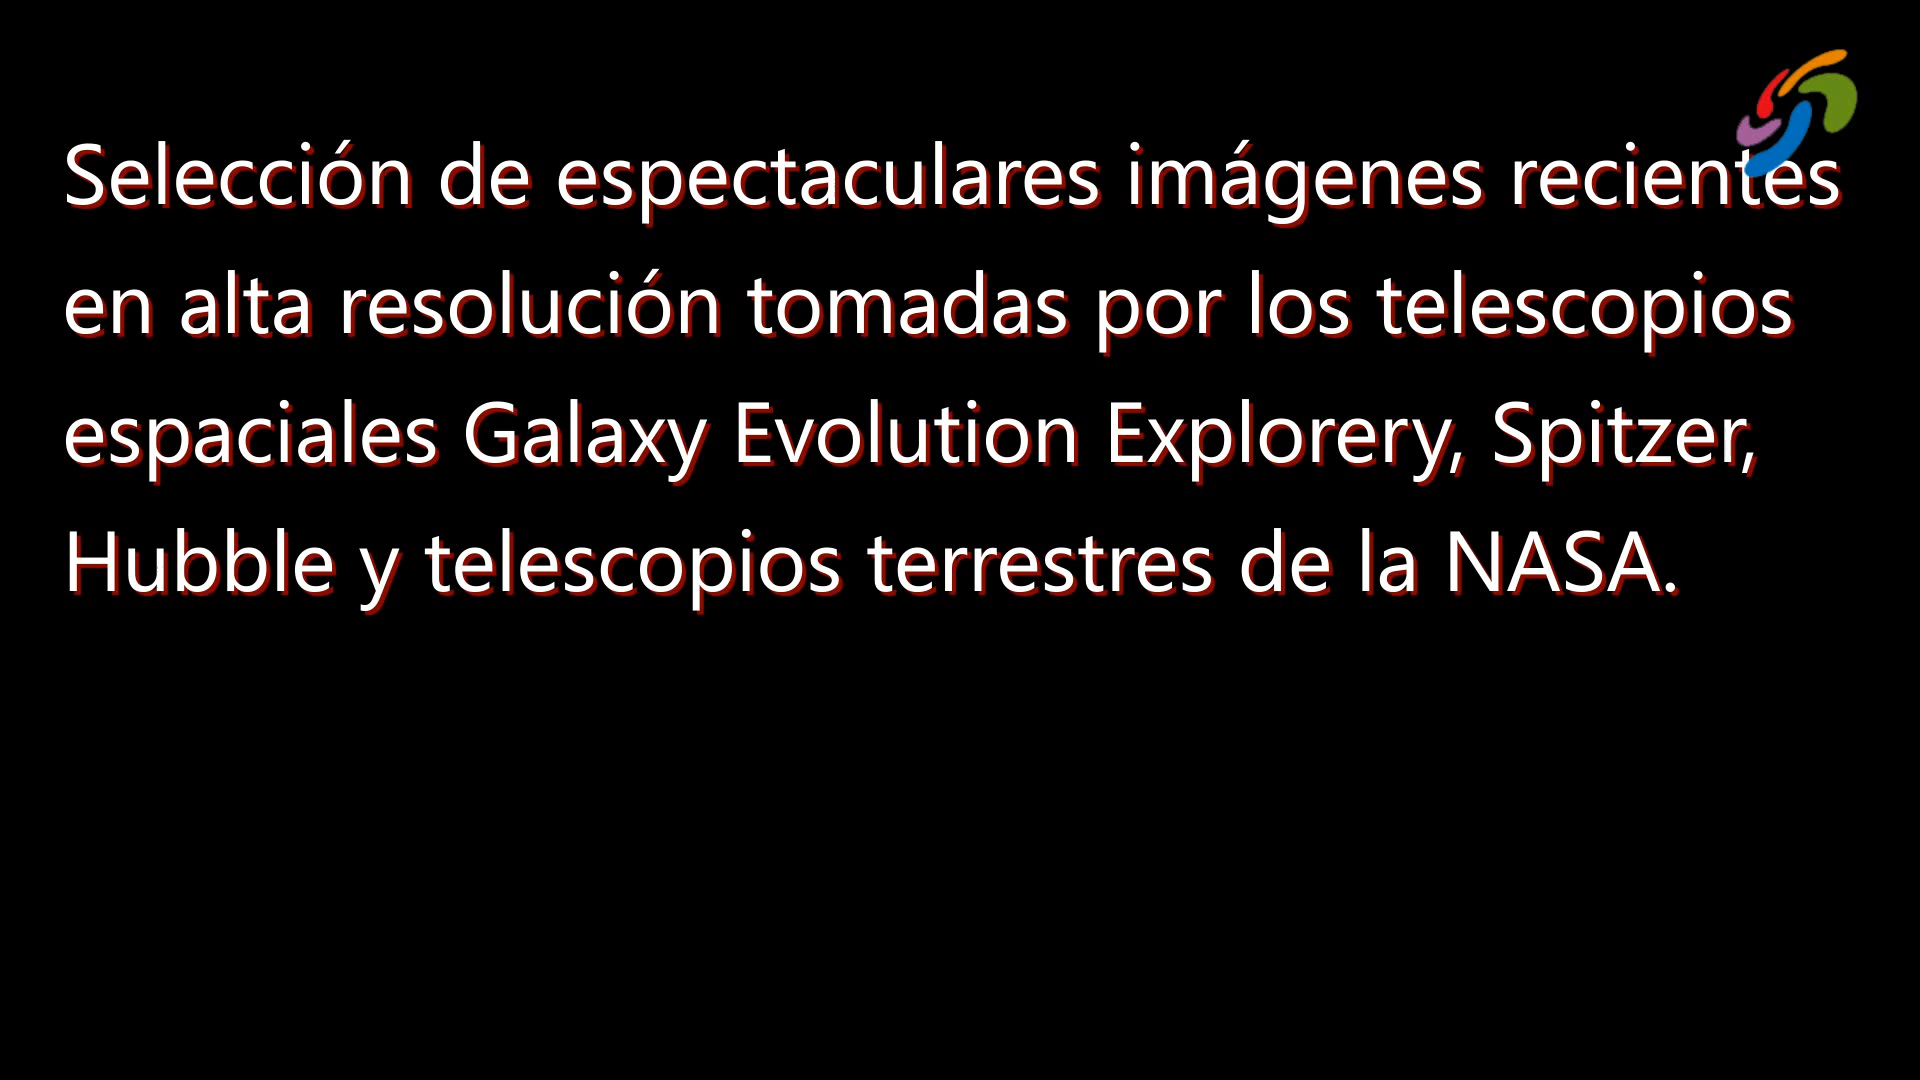 Selección de espectaculares imágenes recientes
en alta resolución tomadas por los telescopios
espaciales Galaxy Evolution Explorery, Spitzer,
Hubble y telescopios terrestres de la NASA.